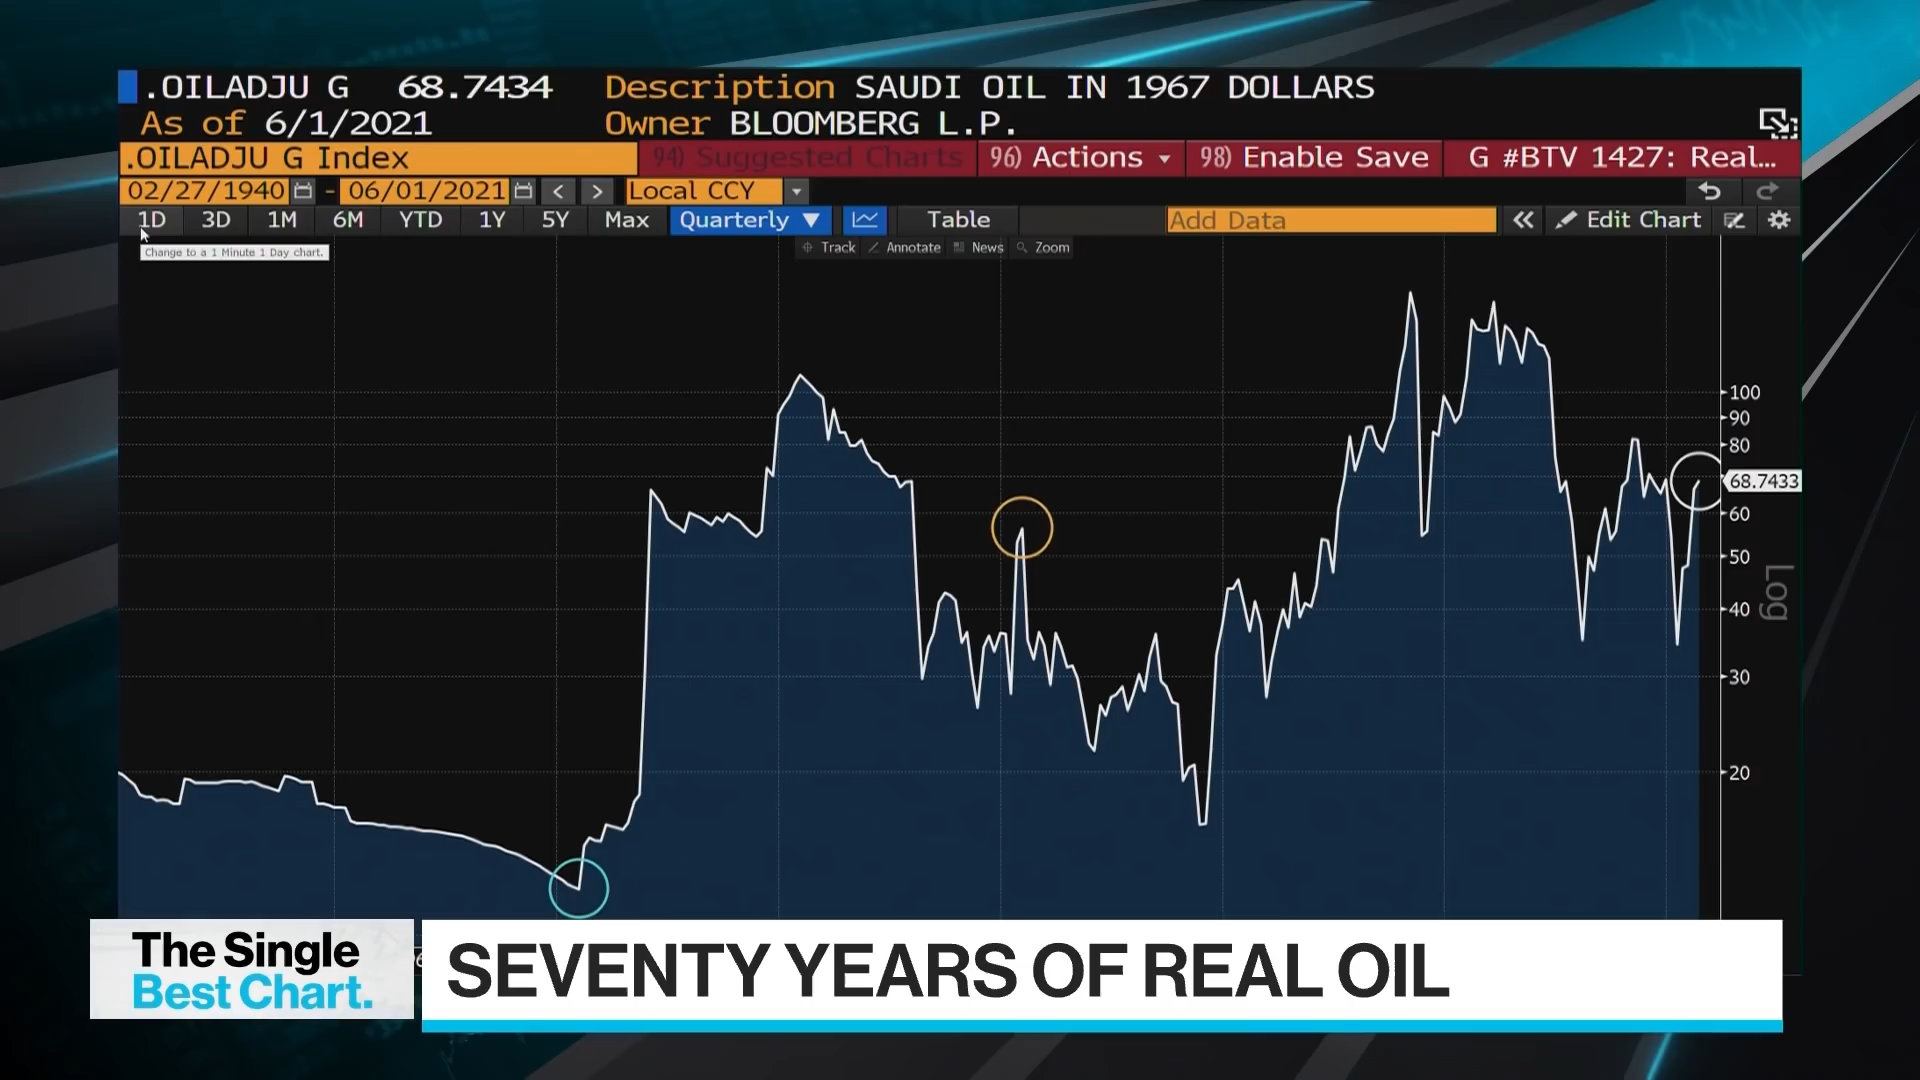 .OILADJU G 68.7434 Description SAUDI OIL IN 1967 DOLLARS
As of 6/1/2021 Owner BLOOMBERG L.P.
.OILADJU G Index 94) Suggested Charts 96) Actions 98) Enable Save G #BTV 1427: Real...
02/27/1940 - 06/01/2021 < > Local CCY
1D 3D 1M 6M YTD 1Y 5Y Max Quarterly ▼ Table Add Data « Edit Chart
Change to a 1 Minute 1 Day chart.
Track Annotate News Zoom
100
90
80
68.7433
60
50
40
30
20
Log
The Single
Best Chart.
SEVENTY YEARS OF REAL OIL